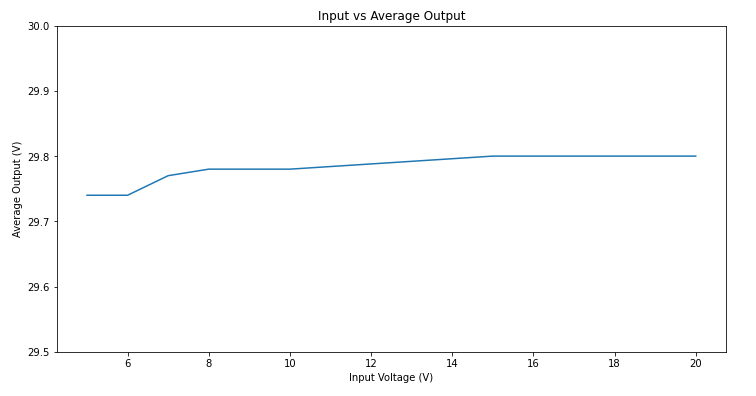 Input vs Average Output
30.0
29.9
29.8
29.7
29.6
29.5
Average Output (V)
6 8 10 12 14 16 18 20
Input Voltage (V)